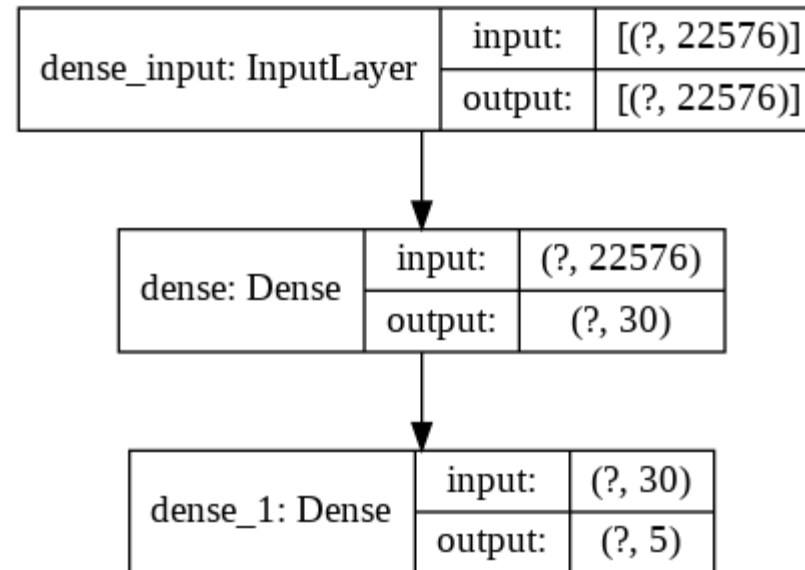 dense_input: InputLayer
input:
[(?, 22576)]
output:
[(?, 22576)]
dense: Dense
input:
(?, 22576)
output:
(?, 30)
dense_1: Dense
input:
(?, 30)
output:
(?, 5)